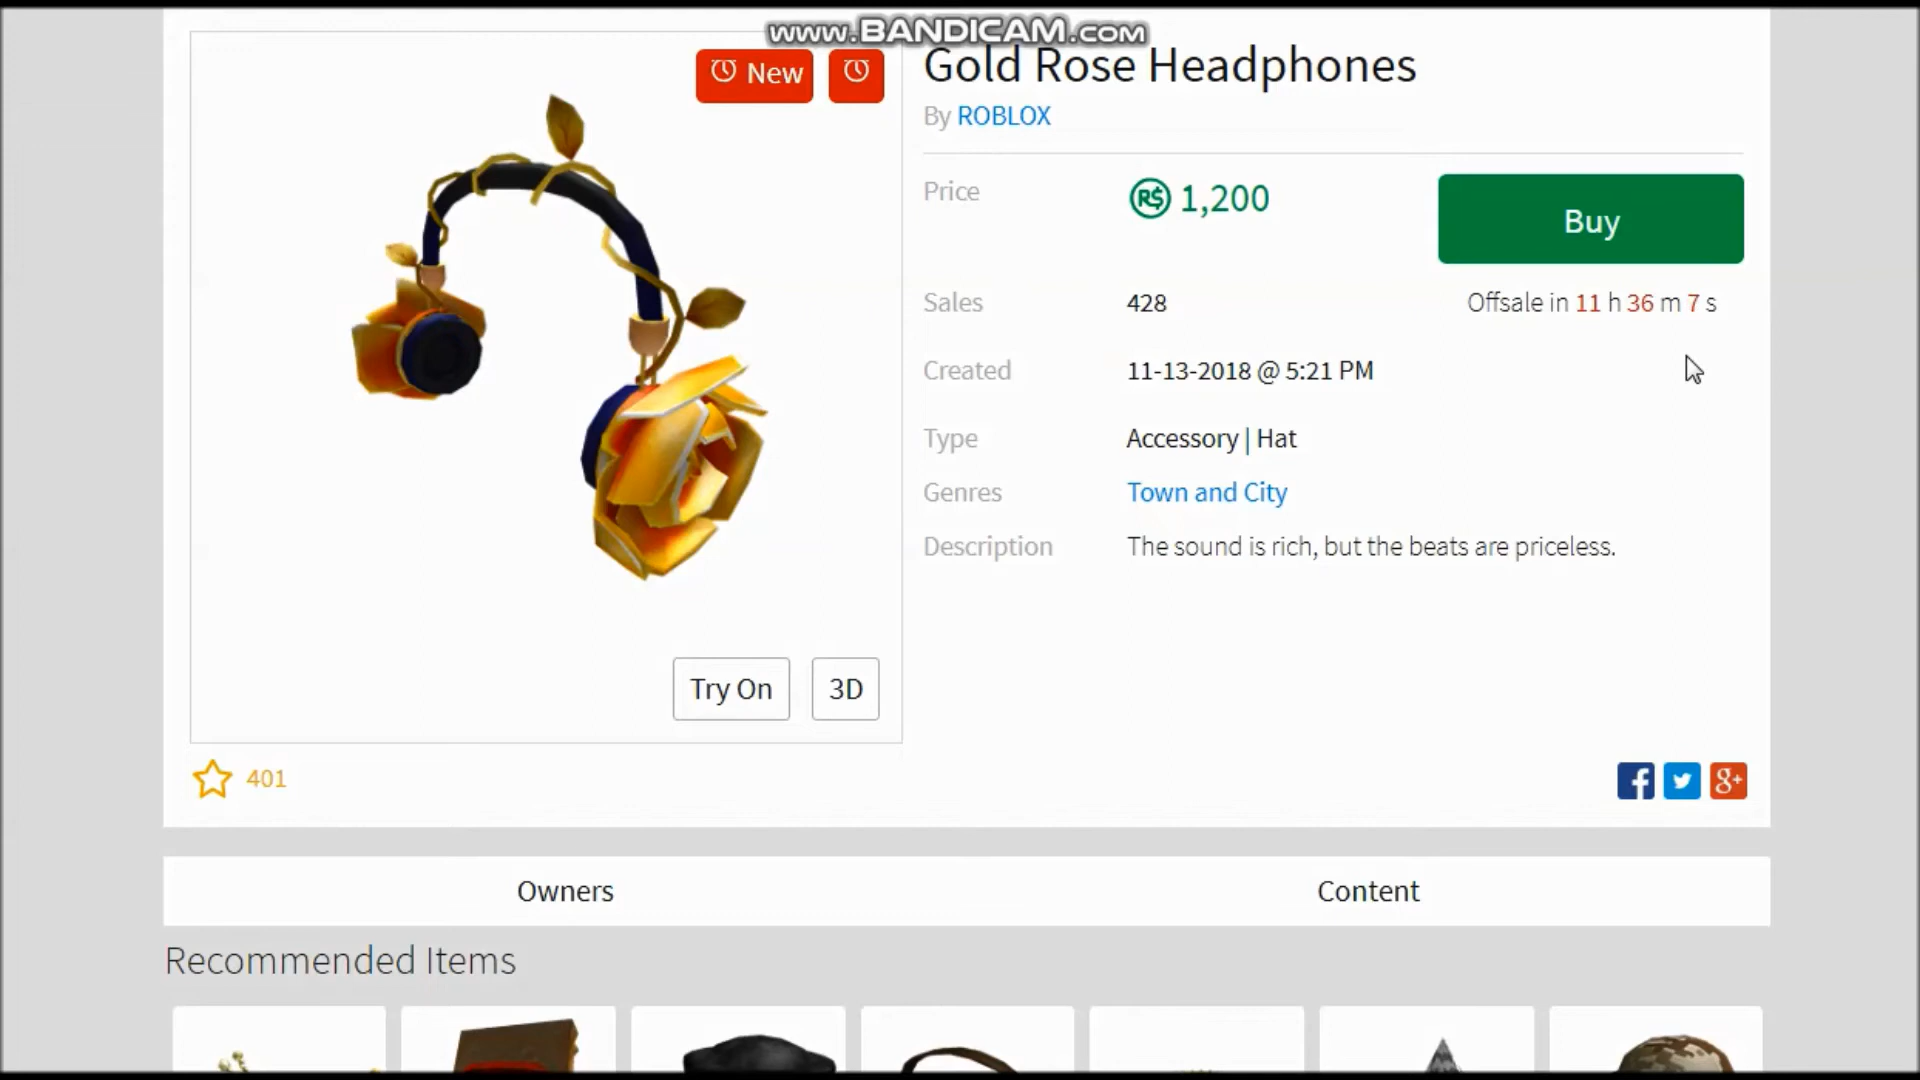 www.BANDICAM.com
New
Gold Rose Headphones
By ROBLOX
Price
R$ 1,200
Buy
Sales
428
Offsale in 11 h 36 m 7 s
Created
11-13-2018 @ 5:21 PM
Type
Accessory | Hat
Genres
Town and City
Description
The sound is rich, but the beats are priceless.
Try On
3D
401
f
g+
Owners
Content
Recommended Items